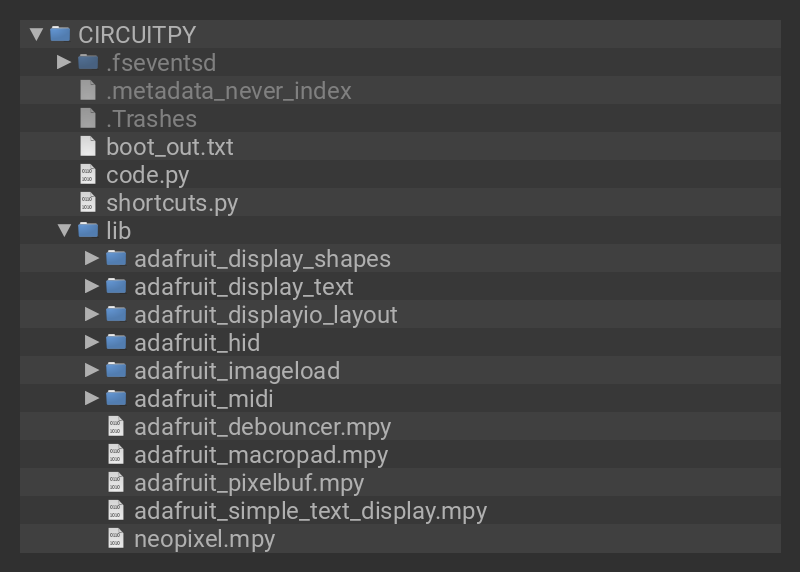 CIRCUITPY
.fseventsd
.metadata_never_index
.Trashes
boot_out.txt
code.py
shortcuts.py
lib
adafruit_display_shapes
adafruit_display_text
adafruit_displayio_layout
adafruit_hid
adafruit_imageload
adafruit_midi
adafruit_debouncer.mpy
adafruit_macropad.mpy
adafruit_pixelbuf.mpy
adafruit_simple_text_display.mpy
neopixel.mpy